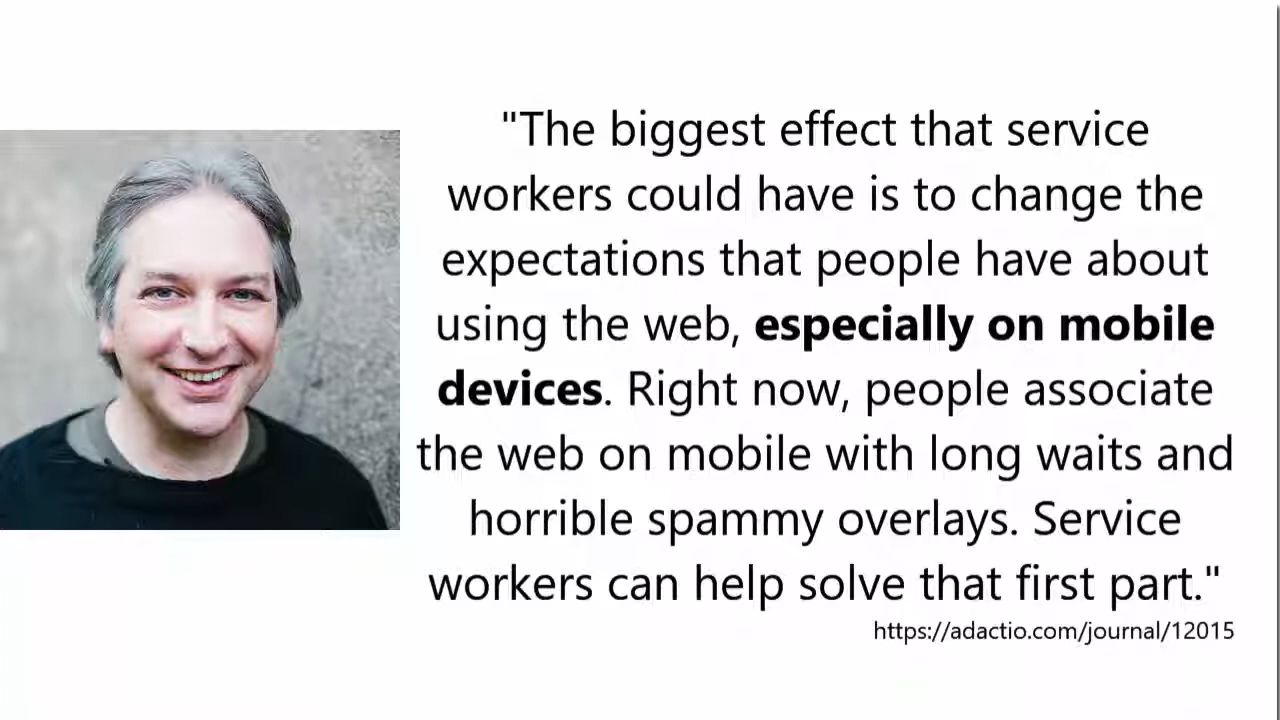 "The biggest effect that service
workers could have is to change the
expectations that people have about
using the web, especially on mobile
devices. Right now, people associate
the web on mobile with long waits and
horrible spammy overlays. Service
workers can help solve that first part."
https://adactio.com/journal/12015